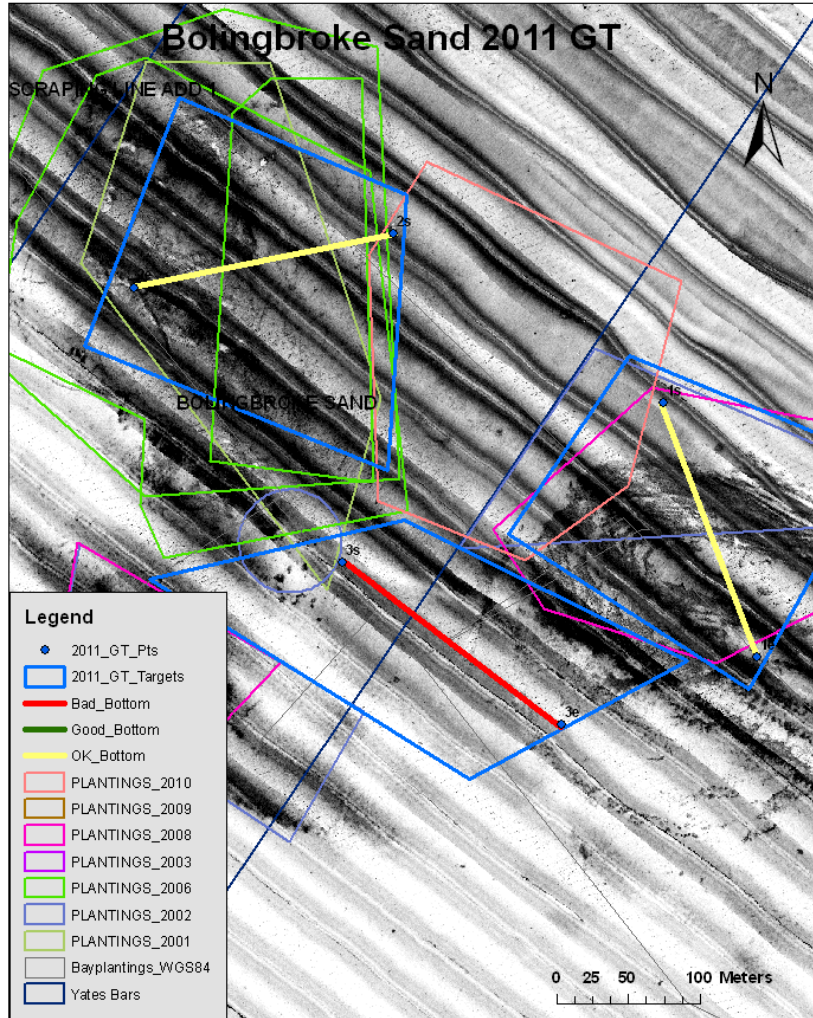 Bolingbroke Sand 2011 GT
SCRAPING LINE ADD 1
N
2s
BOLINGBROKE SAND
1s
3s
3e
Legend
2011_GT_Pts
2011_GT_Targets
Bad_Bottom
Good_Bottom
OK_Bottom
PLANTINGS_2010
PLANTINGS_2009
PLANTINGS_2008
PLANTINGS_2003
PLANTINGS_2006
PLANTINGS_2002
PLANTINGS_2001
Bayplantings_WGS84
Yates Bars
0 25 50 100 Meters